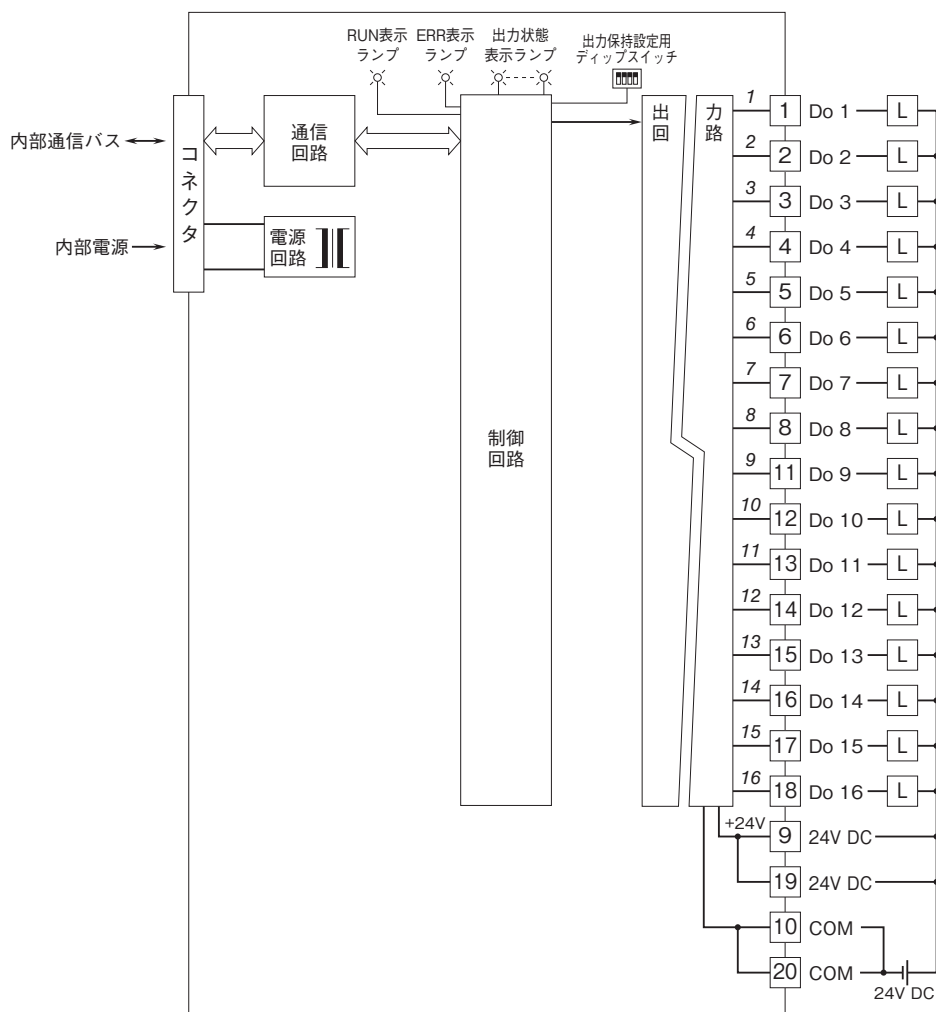 RUN表示
ランプ
ERR表示
ランプ
出力状態
表示ランプ
出力保持設定用
ディップスイッチ
内部通信バス
コネクタ
通信
回路
内部電源
電源
回路
制御
回路
出力
回路
1 1 Do 1 L
2 2 Do 2 L
3 3 Do 3 L
4 4 Do 4 L
5 5 Do 5 L
6 6 Do 6 L
7 7 Do 7 L
8 8 Do 8 L
9 11 Do 9 L
10 12 Do 10 L
11 13 Do 11 L
12 14 Do 12 L
13 15 Do 13 L
14 16 Do 14 L
15 17 Do 15 L
16 18 Do 16 L
+24V 9 24V DC
19 24V DC
10 COM
20 COM
24V DC